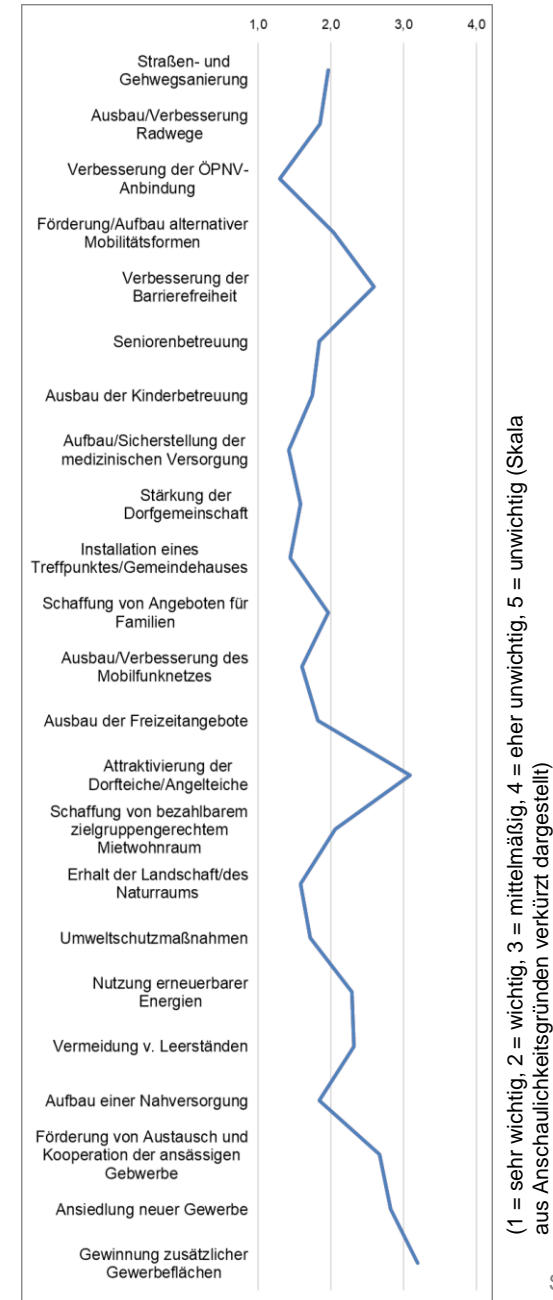 1,0 2,0 3,0 4,0
Straßen- und
Gehwegsanierung
Ausbau/Verbesserung
Radwege
Verbesserung der ÖPNV-
Anbindung
Förderung/Aufbau alternativer
Mobilitätsformen
Verbesserung der
Barrierefreiheit
Seniorenbetreuung
Ausbau der Kinderbetreuung
Aufbau/Sicherstellung der
medizinischen Versorgung
Stärkung der
Dorfgemeinschaft
Installation eines
Treffpunktes/Gemeindehauses
Schaffung von Angeboten für
Familien
Ausbau/Verbesserung des
Mobilfunknetzes
Ausbau der Freizeitangebote
Attraktivierung der
Dorfteiche/Angelteiche
Schaffung von bezahlbarem
zielgruppengerechtem
Mietwohnraum
Erhalt der Landschaft/des
Naturraums
Umweltschutzmaßnahmen
Nutzung erneuerbarer
Energien
Vermeidung v. Leerständen
Aufbau einer Nahversorgung
Förderung von Austausch und
Kooperation der ansässigen
Gebwerbe
Ansiedlung neuer Gewerbe
Gewinnung zusätzlicher
Gewerbeflächen
(1 = sehr wichtig, 2 = wichtig, 3 = mittelmäßig, 4 = eher unwichtig, 5 = unwichtig (Skala
aus Anschaulichkeitsgründen verkürzt dargestellt)